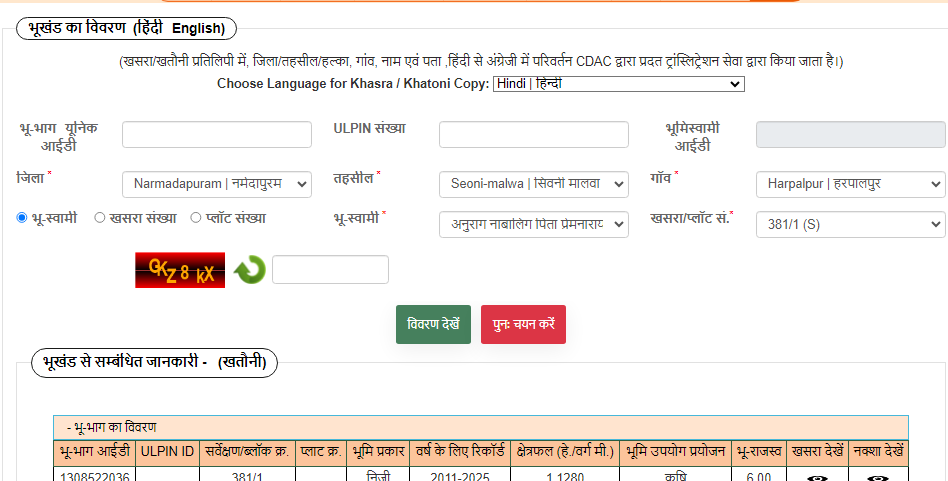 भूखंड का विवरण (हिंदी English)
(खसरा/खतौनी प्रतिलिपी में, जिला/तहसील/हल्का, गांव, नाम एवं पता ,हिंदी से अंग्रेजी में परिवर्तन CDAC द्वारा प्रदत ट्रांस्लिट्रेशन सेवा द्वारा किया जाता है।)
Choose Language for Khasra / Khatoni Copy: Hindi | हिन्दी
भू-भाग यूनिक आईडी ULPIN संख्या भूमिस्वामी आईडी
जिला * Narmadapuram | नर्मदापुरम तहसील * Seoni-malwa | सिवनी मालवा गाँव * Harpalpur | हरपालपुर
भू-स्वामी खसरा संख्या प्लॉट संख्या भू-स्वामी * अनुराग नाबालिग पिता प्रेमनाराय खसरा/प्लॉट सं.* 381/1 (S)
GKZ8kX
विवरण देखें पुनः चयन करें
भूखंड से सम्बंधित जानकारी - (खतौनी)
- भू-भाग का विवरण
भू-भाग आईडी ULPIN ID सर्वेक्षण/ब्लॉक क्र. प्लाट क्र. भूमि प्रकार वर्ष के लिए रिकॉर्ड क्षेत्रफल (हे./वर्ग मी.) भूमि उपयोग प्रयोजन भू-राजस्व खसरा देखें नक्शा देखें
1308522036 381/1 निजी 2011-2025 1.1280 कृषि 6.00